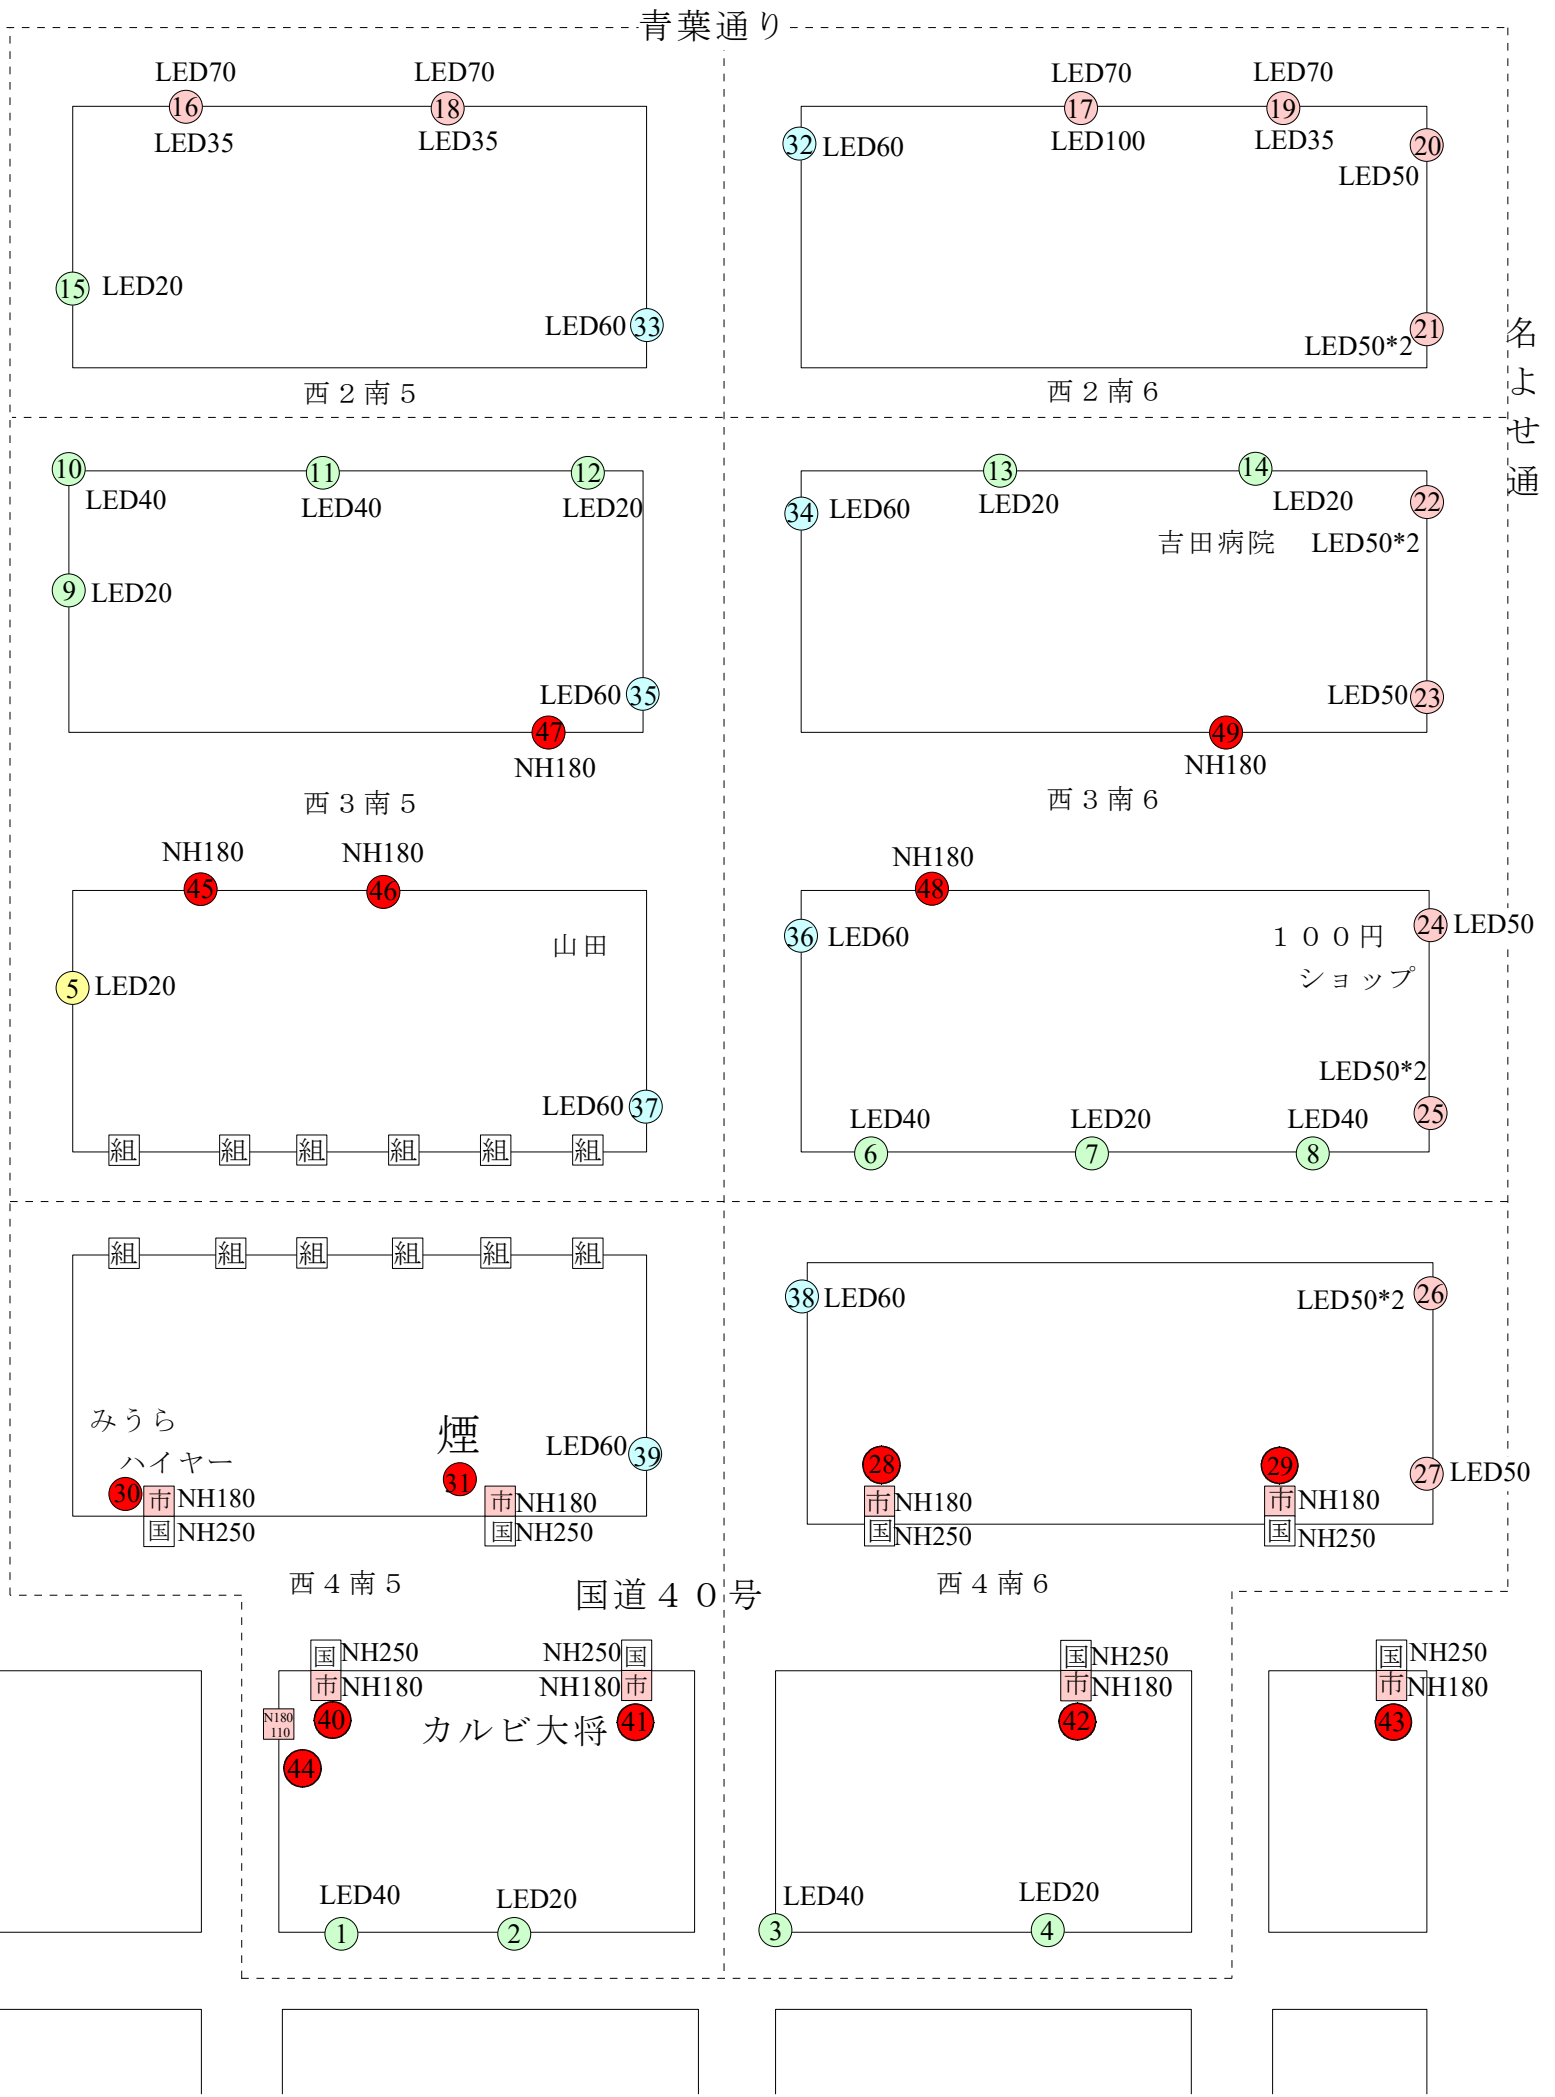 青葉通り
LED70
LED70
LED70
LED70
16
18
17
19
LED35
LED35
LED100
LED35
32
LED60
20
LED50
15
LED20
LED60
33
21
LED50*2
西２南５
西２南６
名よせ通
10
11
12
13
14
LED40
LED40
LED20
LED20
LED20
22
34
LED60
吉田病院
LED50*2
9
LED20
LED60
35
LED50
23
47
49
NH180
NH180
西３南５
西３南６
NH180
NH180
NH180
45
46
48
山田
36
LED60
１００円
ショップ
24
LED50
5
LED20
LED50*2
LED60
37
25
LED40
LED20
LED40
組
組
組
組
組
組
6
7
8
組
組
組
組
組
組
38
LED60
LED50*2
26
みうら
ハイヤー
煙
LED60
39
28
29
27
LED50
30
市
NH180
31
市
NH180
市
NH180
市
NH180
国
NH250
国
NH250
国
NH250
国
NH250
西４南５
国道４０号
西４南６
国
NH250
NH250
国
国
NH250
国
NH250
市
NH180
NH180
市
市
NH180
市
NH180
N180
110
40
カルビ大将
41
42
43
44
LED40
LED20
LED40
LED20
1
2
3
4